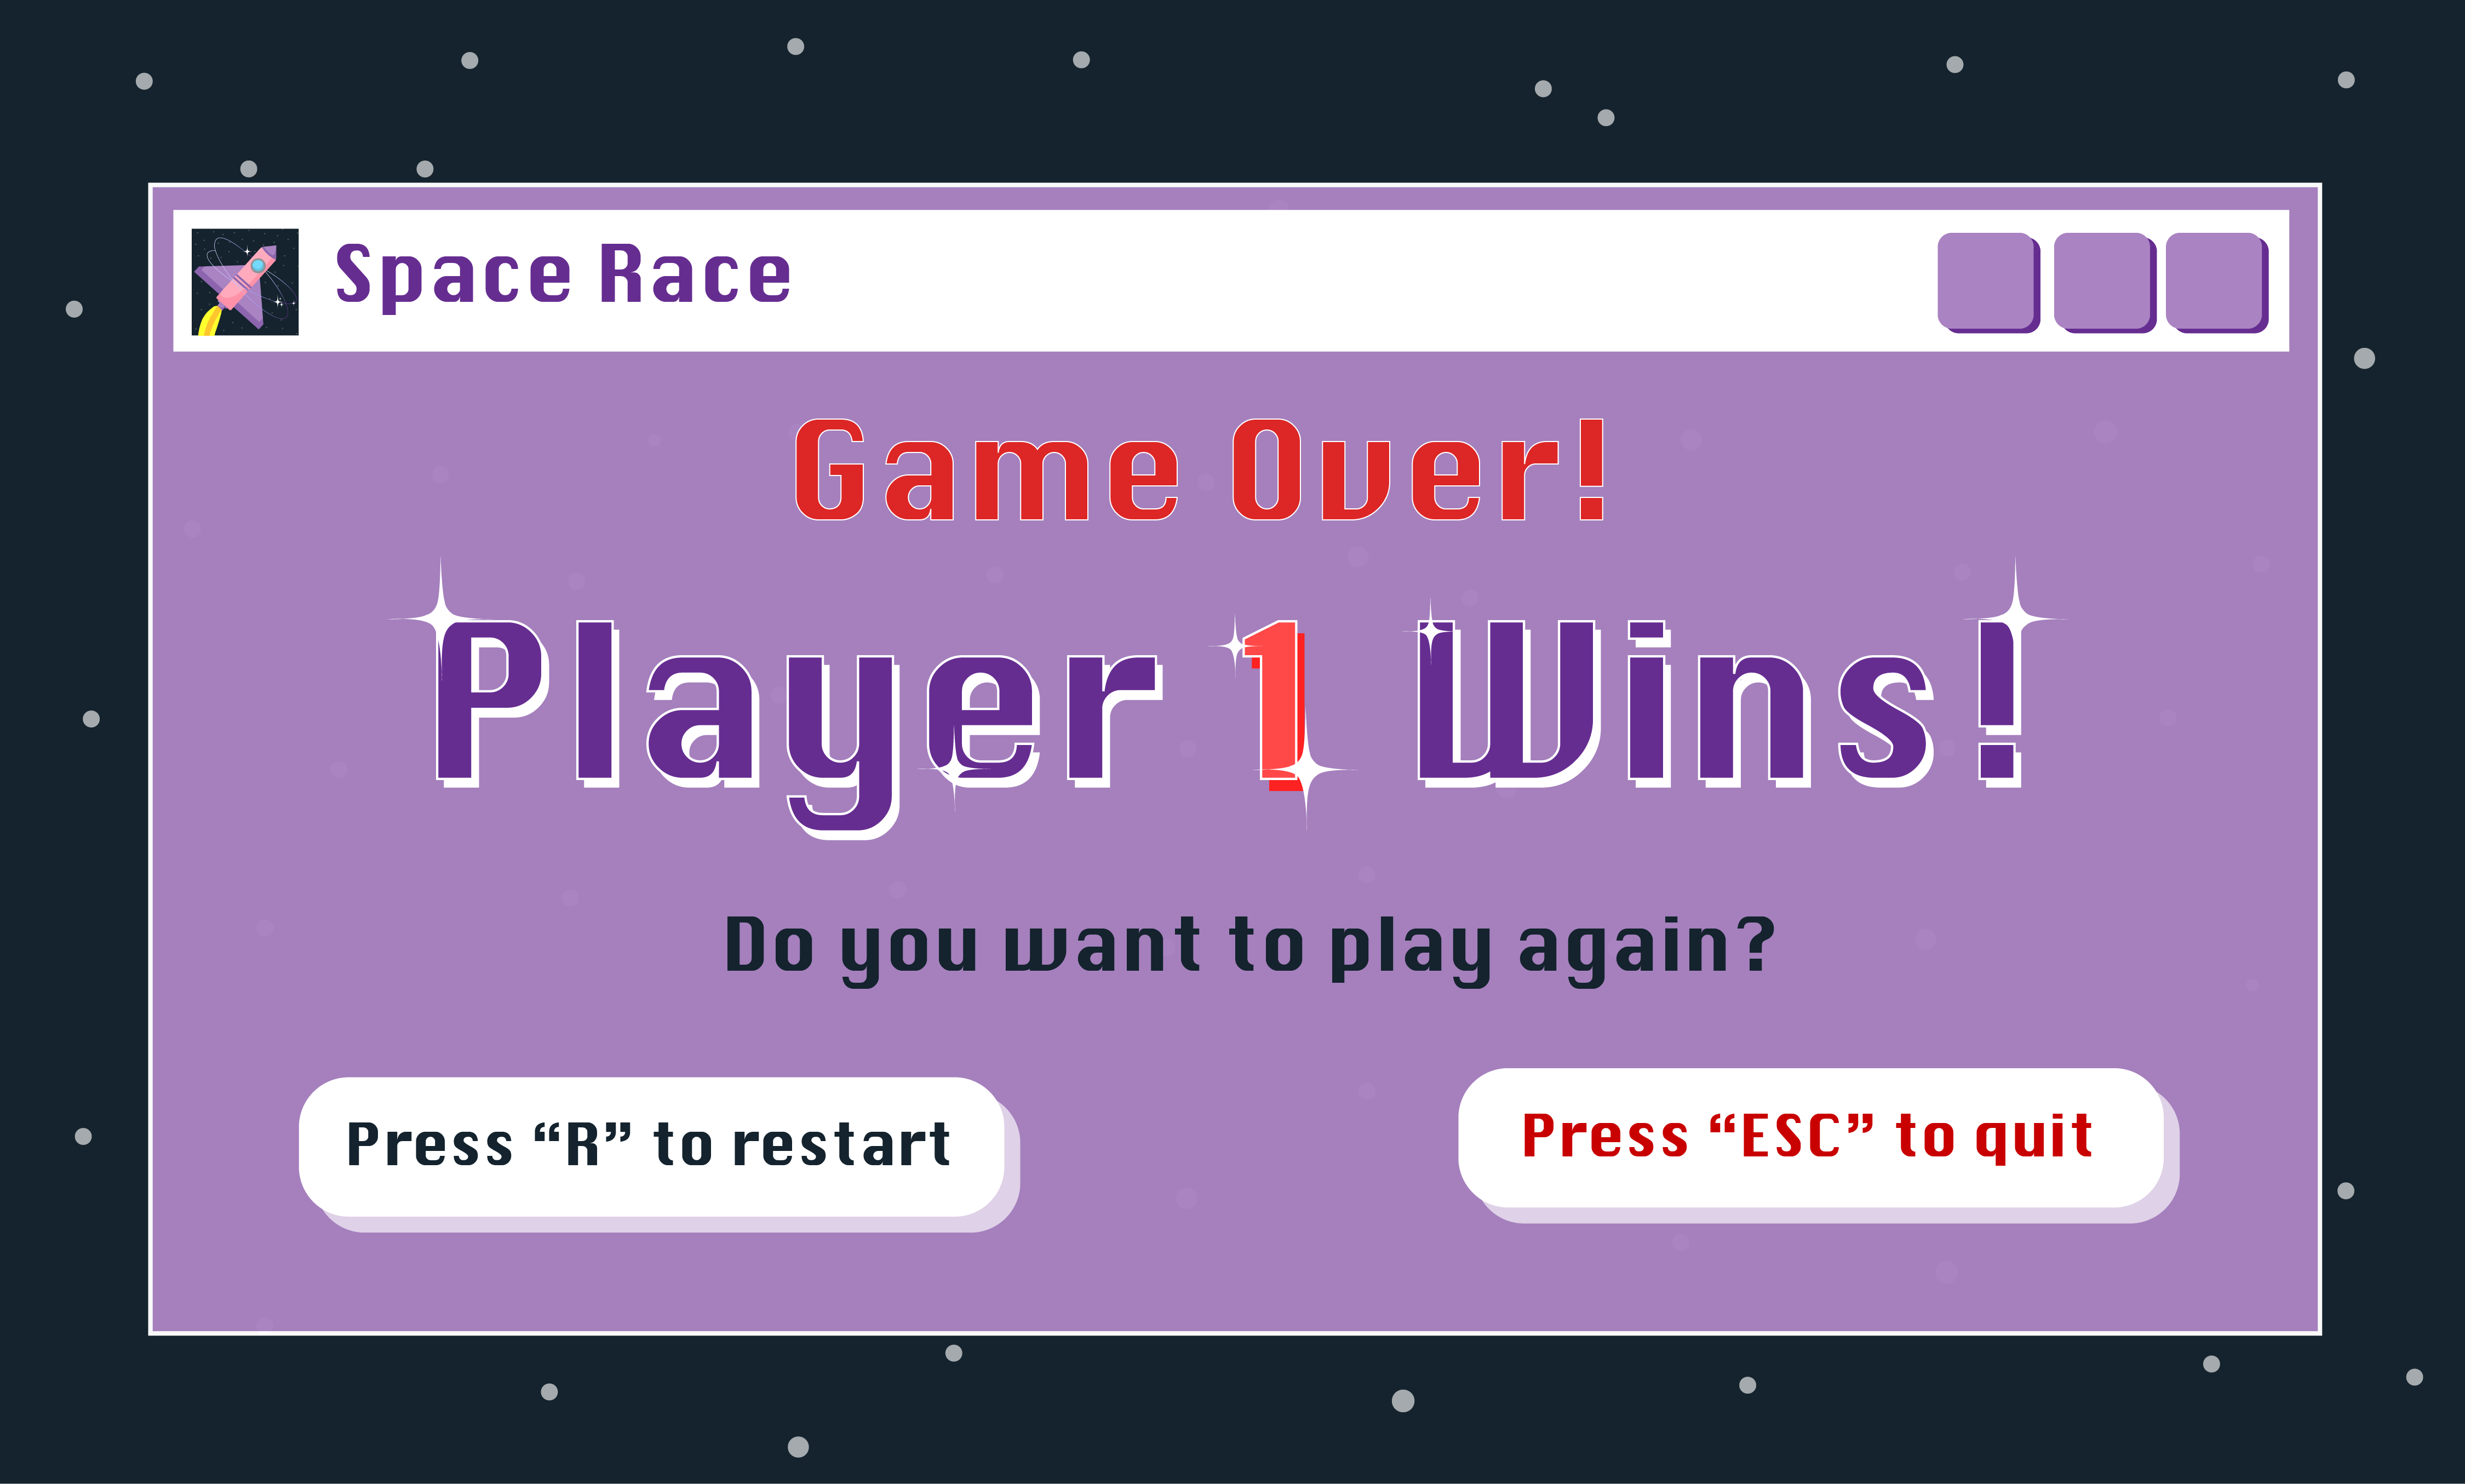 Space Race
Game Over!
Player 1 Wins!
Do you want to play again?
Press “R” to restart
Press “ESC” to quit